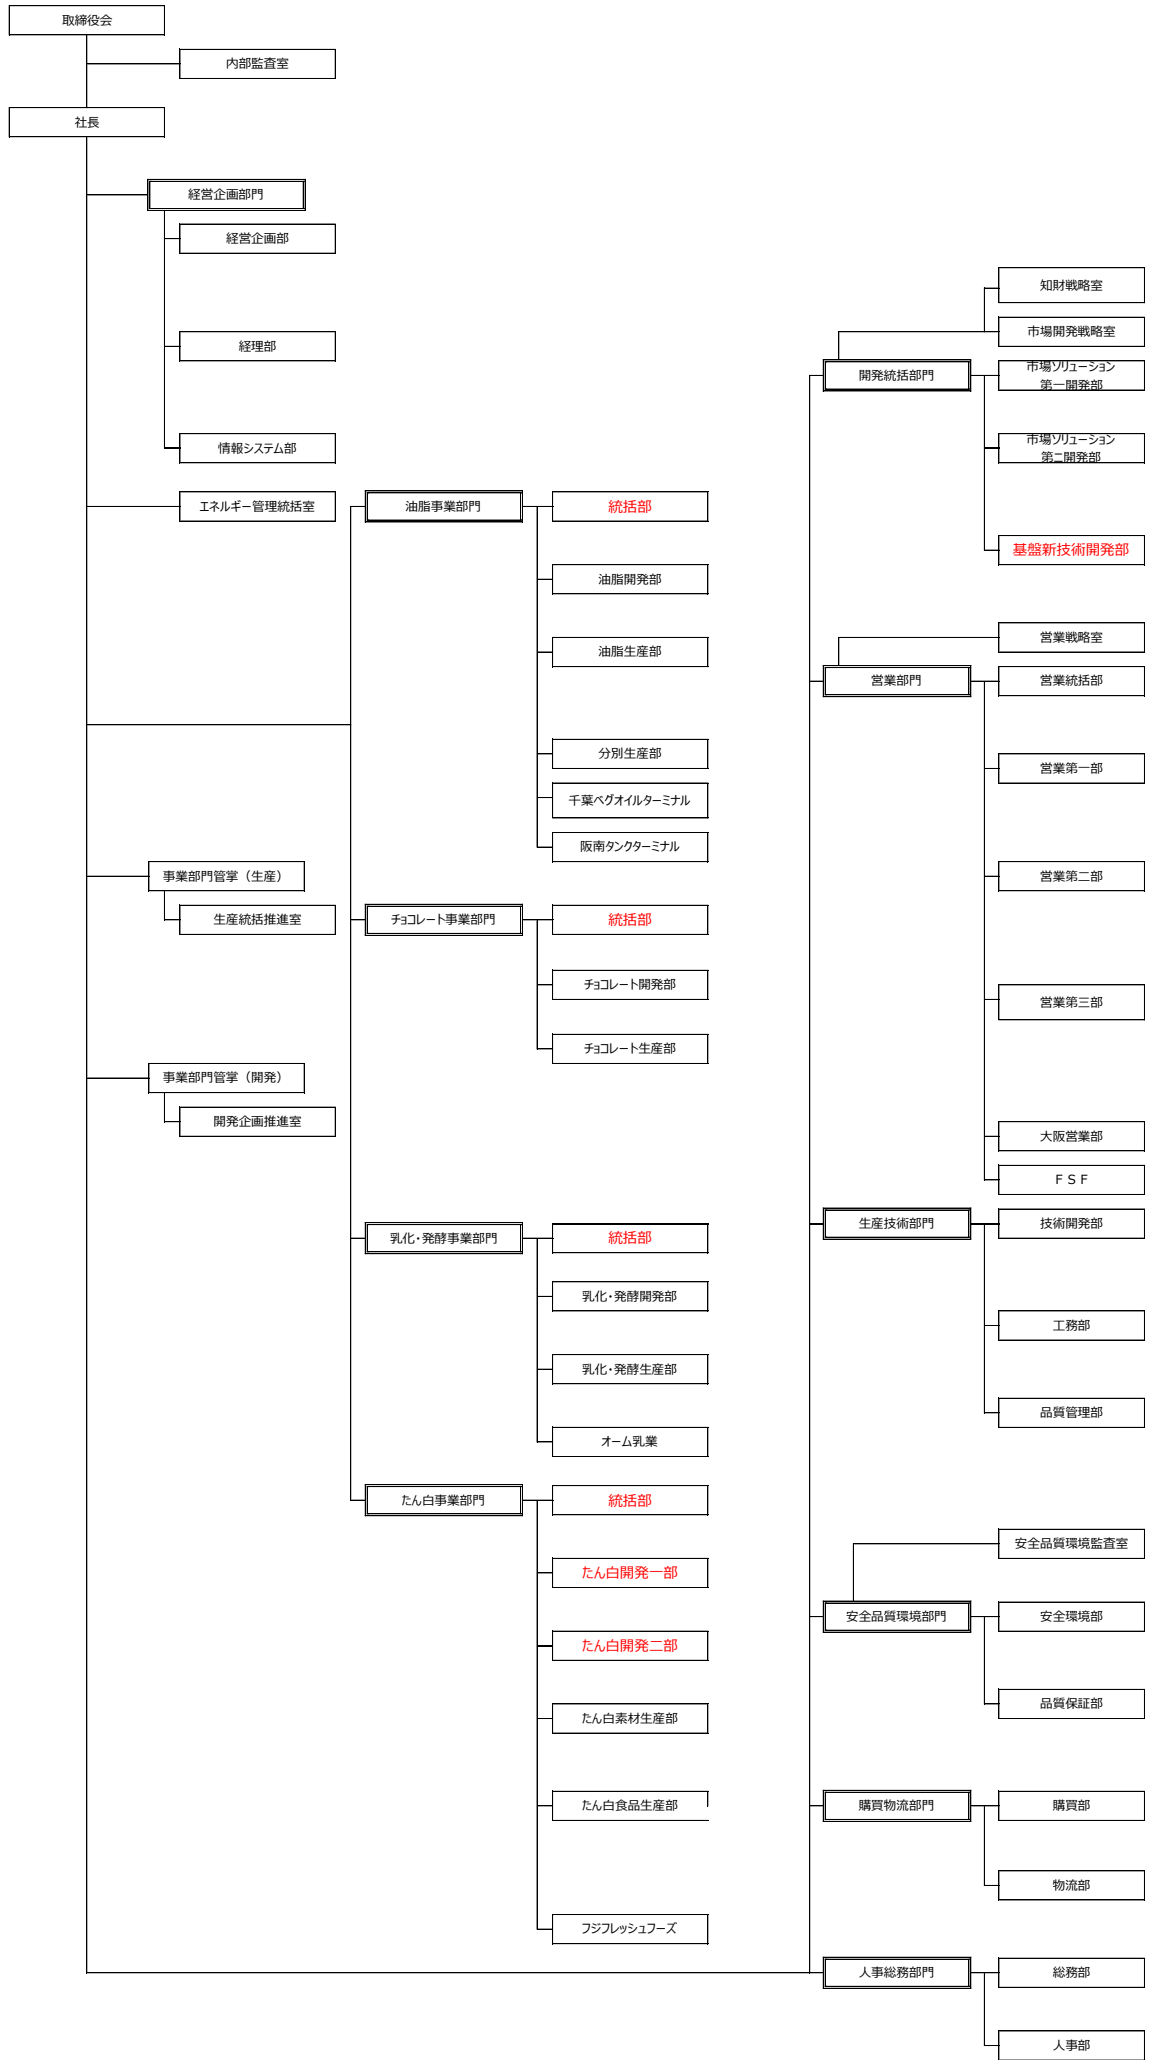 取締役会
内部監査室
社長
経営企画部門
経営企画部
経理部
情報システム部
エネルギー管理統括室
事業部門管掌（生産）
生産統括推進室
事業部門管掌（開発）
開発企画推進室
油脂事業部門
統括部
油脂開発部
油脂生産部
分別生産部
千葉ベグオイルターミナル
阪南タンクターミナル
チョコレート事業部門
統括部
チョコレート開発部
チョコレート生産部
乳化・発酵事業部門
統括部
乳化・発酵開発部
乳化・発酵生産部
オーム乳業
たん白事業部門
統括部
たん白開発一部
たん白開発二部
たん白素材生産部
たん白食品生産部
フジフレッシュフーズ
知財戦略室
市場開発戦略室
開発統括部門
市場ソリューション
第一開発部
市場ソリューション
第二開発部
基盤新技術開発部
営業戦略室
営業部門
営業統括部
営業第一部
営業第二部
営業第三部
大阪営業部
ＦＳＦ
生産技術部門
技術開発部
工務部
品質管理部
安全品質環境監査室
安全品質環境部門
安全環境部
品質保証部
購買物流部門
購買部
物流部
人事総務部門
総務部
人事部